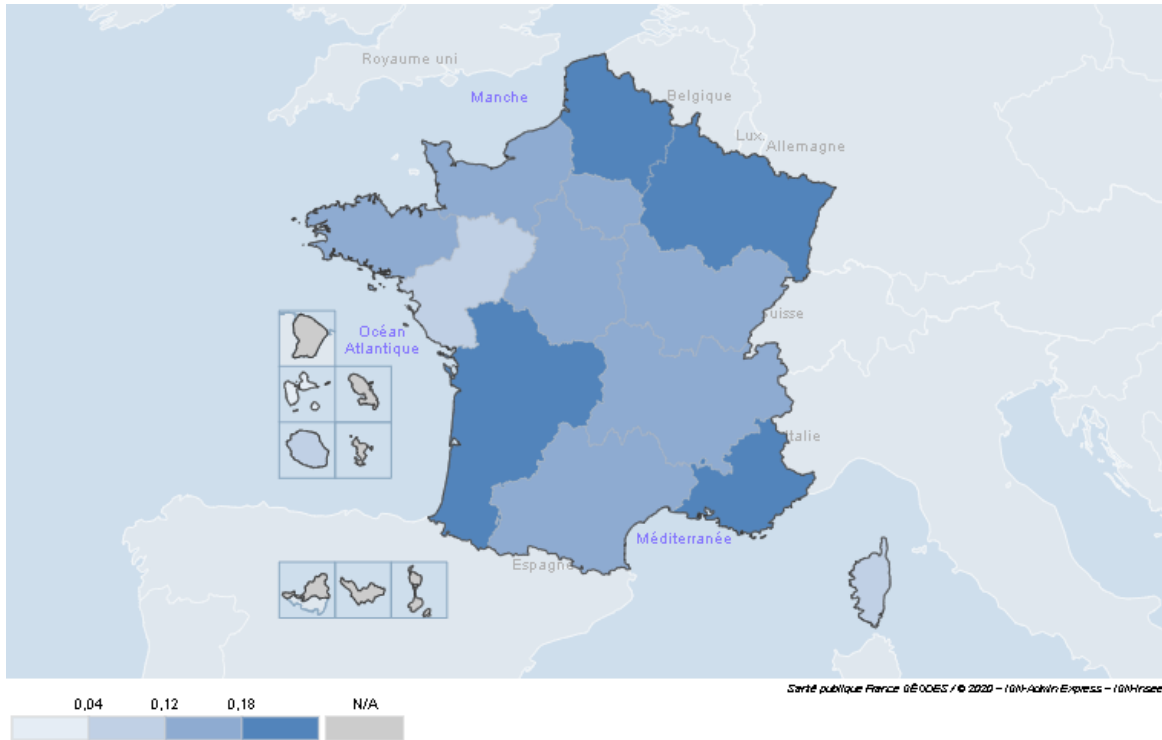 Royaume uni
Manche
Belgique
Lux.
Allemagne
Suisse
Océan
Atlantique
Italie
Méditerranée
Espagne
Santé publique France GÉODES / © 2020 - IGN-Admin Express - IGN-Insee
0,04 0,12 0,18 N/A